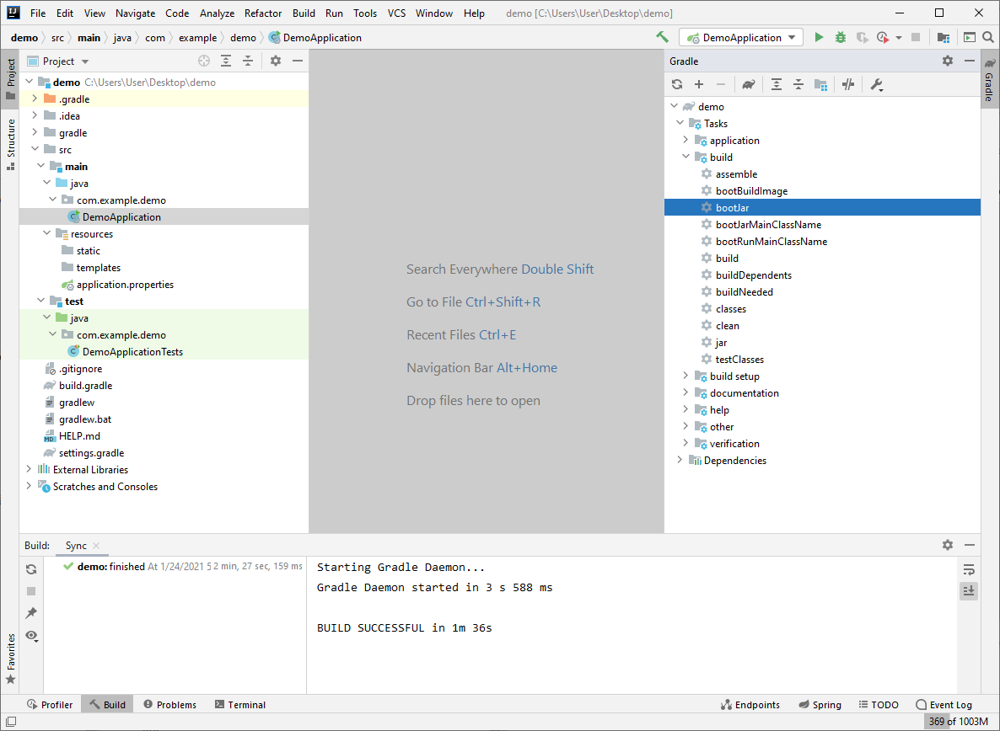 File Edit View Navigate Code Analyze Refactor Build Run Tools VCS Window Help demo [C:\Users\User\Desktop\demo]
demo src main java com example demo DemoApplication DemoApplication
Project
Structure
Favorites
Project
demo C:\Users\User\Desktop\demo
.gradle
.idea
gradle
src
main
java
com.example.demo
DemoApplication
resources
static
templates
application.properties
test
java
com.example.demo
DemoApplicationTests
.gitignore
build.gradle
gradlew
gradlew.bat
HELP.md
settings.gradle
External Libraries
Scratches and Consoles
Search Everywhere Double Shift
Go to File Ctrl+Shift+R
Recent Files Ctrl+E
Navigation Bar Alt+Home
Drop files here to open
Gradle
Gradle
demo
Tasks
application
build
assemble
bootBuildImage
bootJar
bootJarMainClassName
bootRunMainClassName
build
buildDependents
buildNeeded
classes
clean
jar
testClasses
build setup
documentation
help
other
verification
Dependencies
Build: Sync
demo: finished At 1/24/2021 5 2 min, 27 sec, 159 ms
Starting Gradle Daemon...
Gradle Daemon started in 3 s 588 ms
BUILD SUCCESSFUL in 1m 36s
Profiler Build Problems Terminal Endpoints Spring TODO Event Log
369 of 1003M